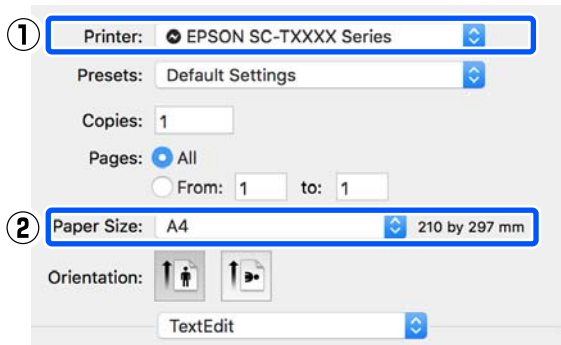 ① Printer: EPSON SC-TXXXX Series
Presets: Default Settings
Copies: 1
Pages: All
From: 1 to: 1
② Paper Size: A4 210 by 297 mm
Orientation:
TextEdit